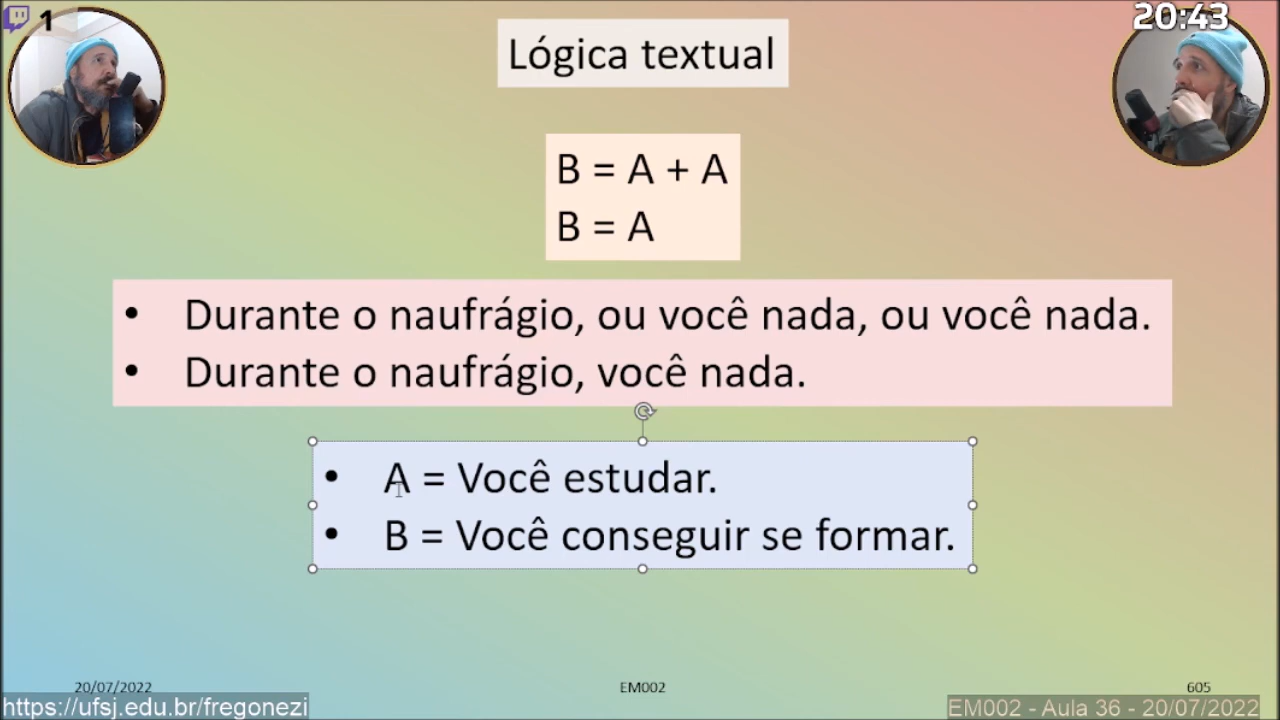 1
20:43
Lógica textual
B = A + A
B = A
• Durante o naufrágio, ou você nada, ou você nada.
• Durante o naufrágio, você nada.
• A = Você estudar.
• B = Você conseguir se formar.
20/07/2022
EM002
605
https://ufsj.edu.br/fregonezi
EM002 - Aula 36 - 20/07/2022